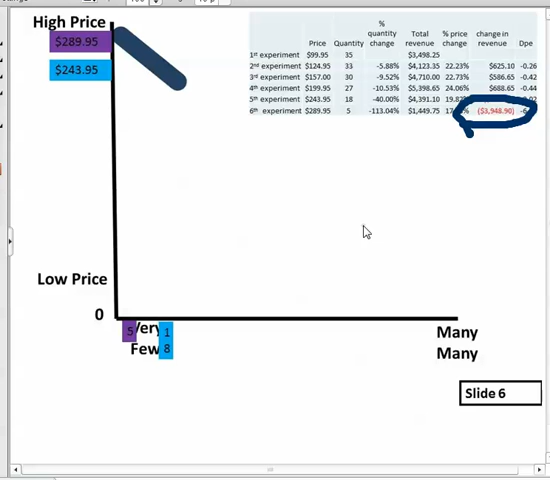 High Price
$289.95
$243.95
Low Price
0
5 Very 18
Few
Many
Many
Slide 6
%
quantity Total % price change in
Price Quantity change revenue change revenue Dpe
1st experiment $99.95 35 $3,498.25
2nd experiment $124.95 33 -5.88% $4,123.35 22.23% $625.10 -0.26
3rd experiment $157.00 30 -9.52% $4,710.00 22.73% $586.65 -0.42
4th experiment $199.95 27 -10.53% $5,398.65 24.06% $688.65 -0.44
5th experiment $243.95 18 -40.00% $4,391.10
6th experiment $289.95 5 -113.04% $1,449.75 ($3,948.90)